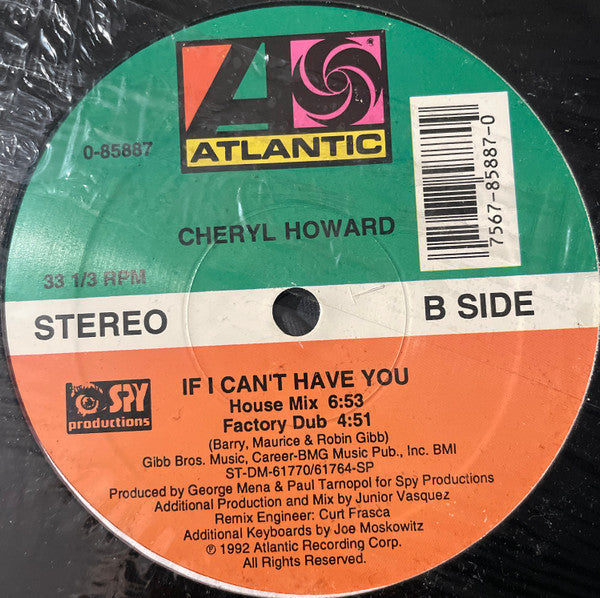 ATLANTIC
0-85887
7567-85887-0
CHERYL HOWARD
33 1/3 RPM
STEREO
B SIDE
SPY
productions
IF I CAN'T HAVE YOU
House Mix 6:53
Factory Dub 4:51
(Barry, Maurice & Robin Gibb)
Gibb Bros. Music, Career-BMG Music Pub., Inc. BMI
ST-DM-61770/61764-SP
Produced by George Mena & Paul Tarnopol for Spy Productions
Additional Production and Mix by Junior Vasquez
Remix Engineer: Curt Frasca
Additional Keyboards by Joe Moskowitz
℗ 1992 Atlantic Recording Corp.
All Rights Reserved.